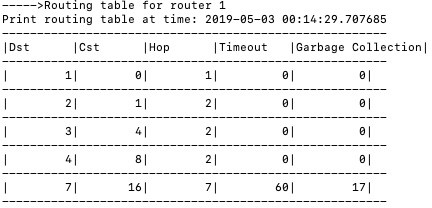 ----->Routing table for router 1
Print routing table at time: 2019-05-03 00:14:29.707685
-------------------------------------------------------
|Dst      |Cst      |Hop      |Timeout   |Garbage Collection|
-------------------------------------------------------
|        1|        0|        1|         0|          0|
-------------------------------------------------------
|        2|        1|        2|         0|          0|
-------------------------------------------------------
|        3|        4|        2|         0|          0|
-------------------------------------------------------
|        4|        8|        2|         0|          0|
-------------------------------------------------------
|        7|       16|        7|        60|         17|
-------------------------------------------------------